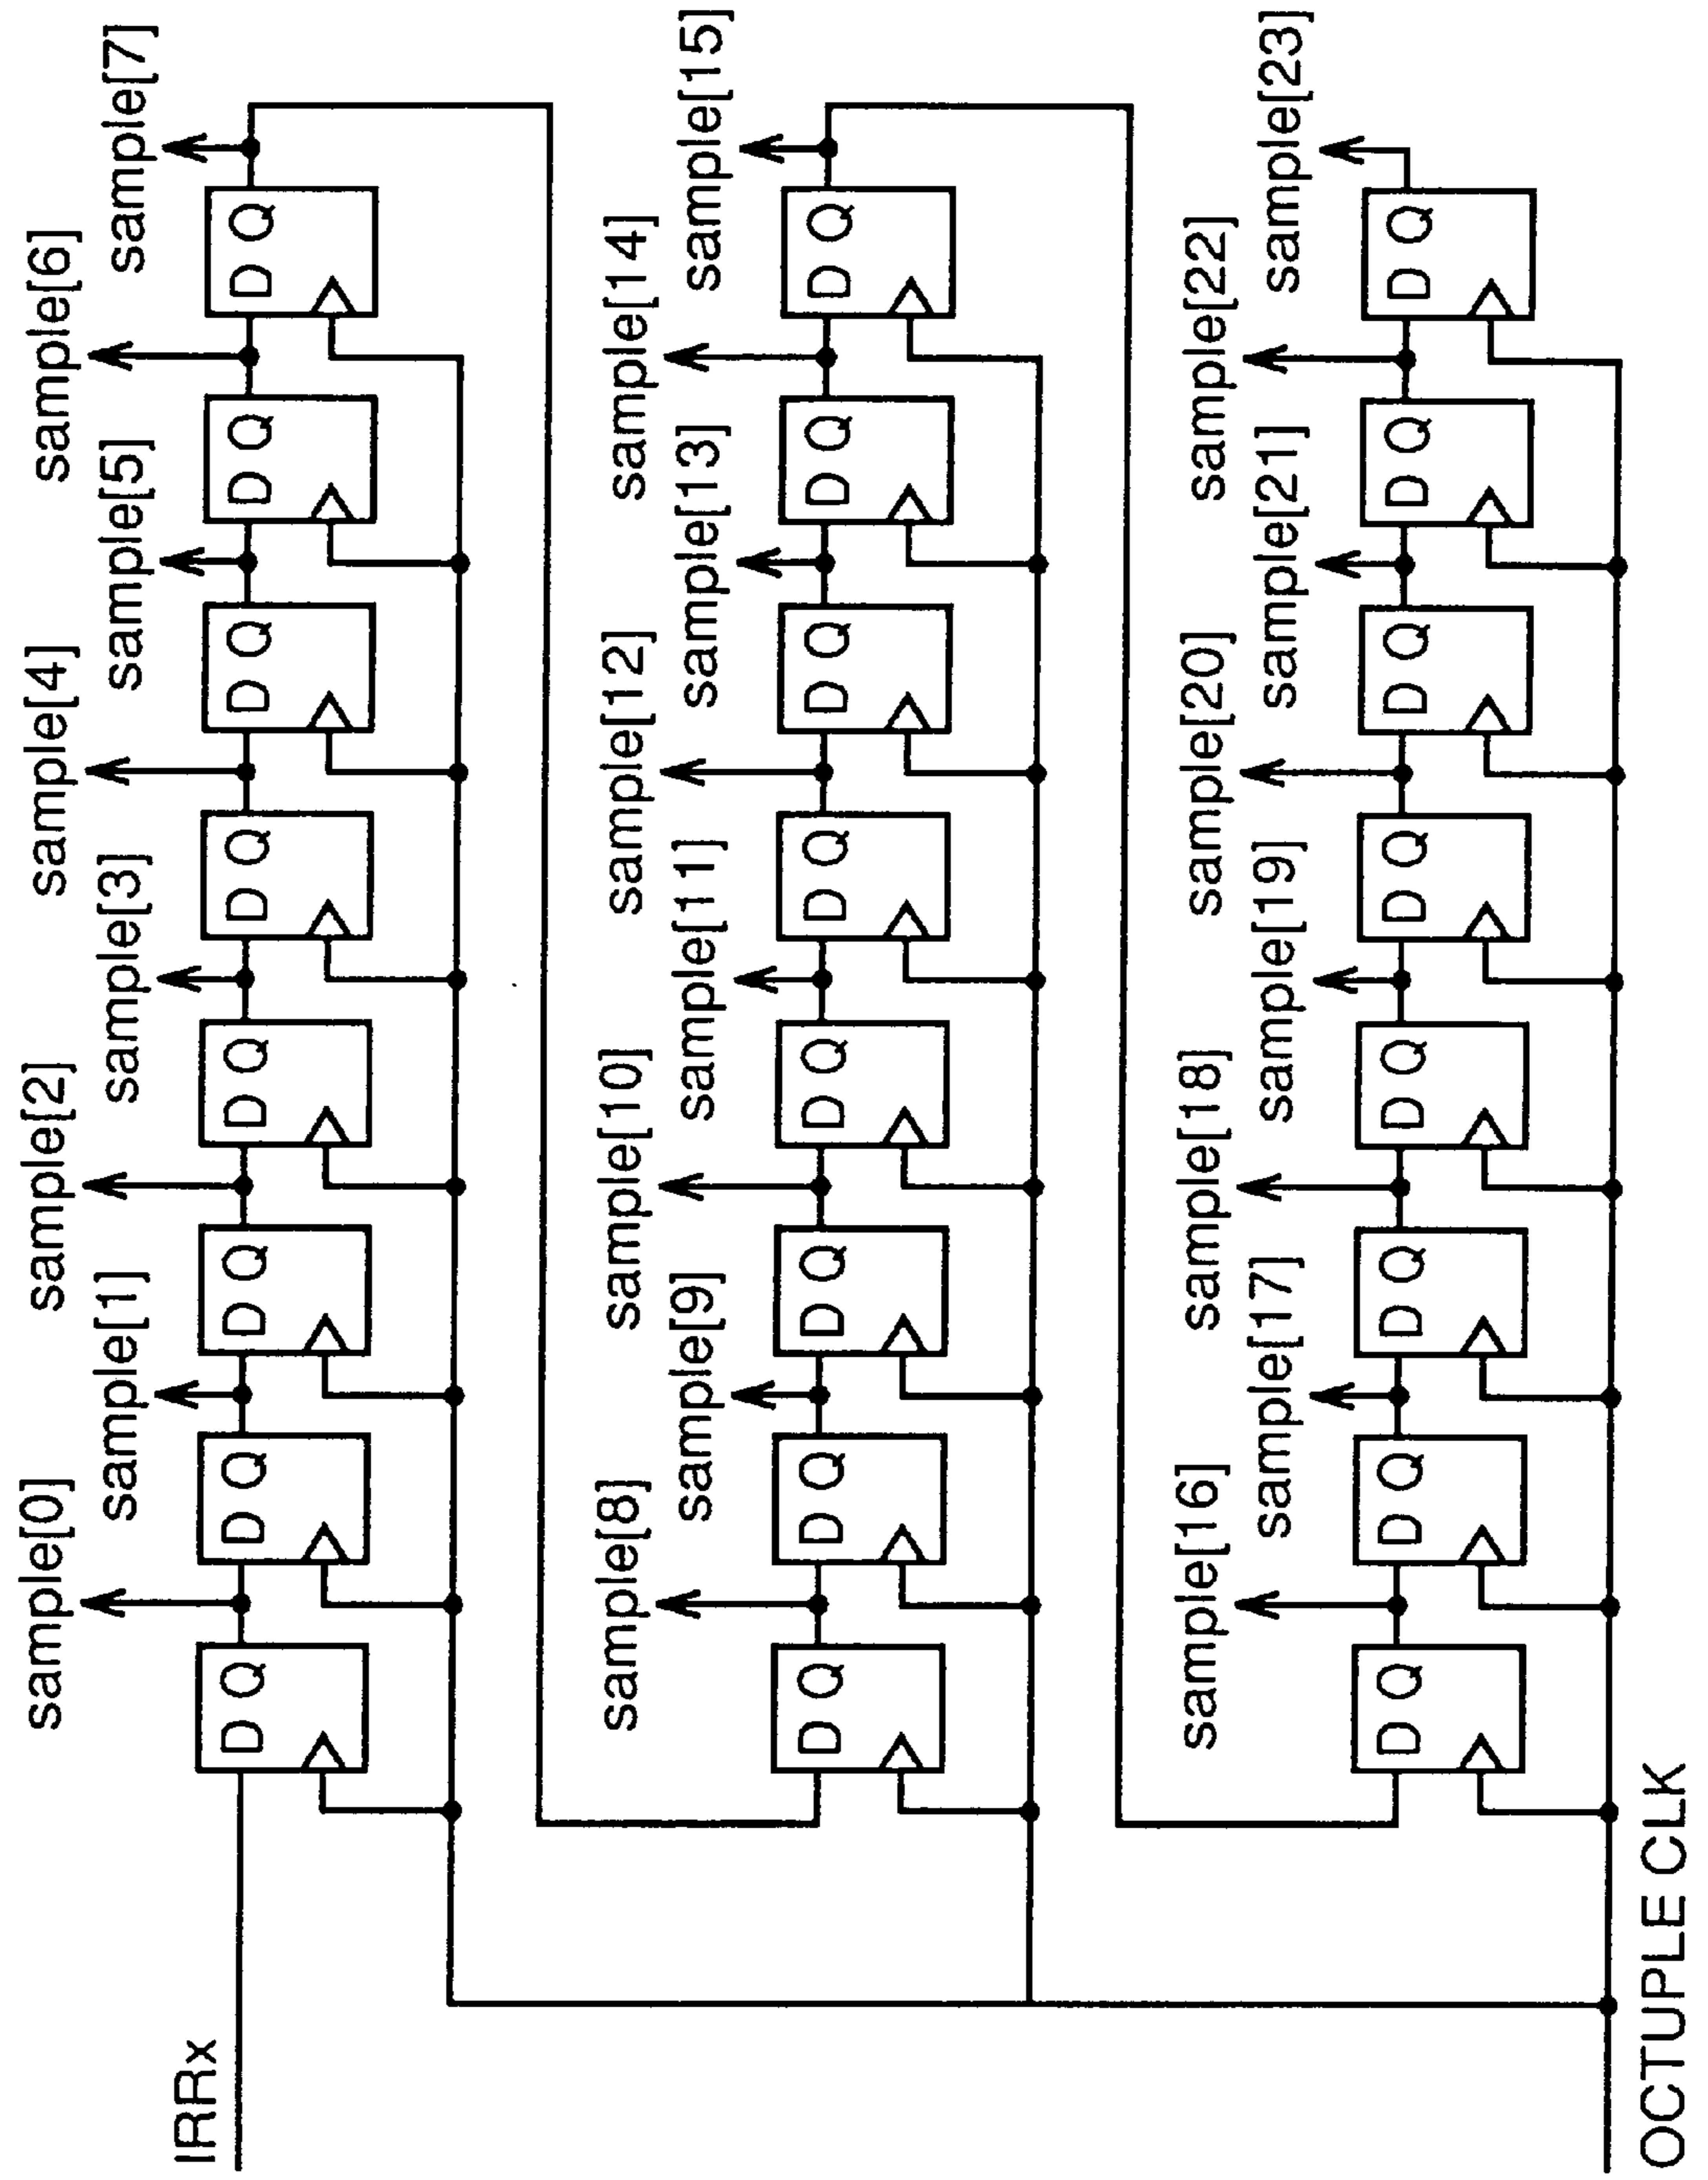 sample[0]
sample[1]
sample[2]
sample[3]
sample[4]
sample[5]
sample[6]
sample[7]
IRRx
D Q
D Q
D Q
D Q
D Q
D Q
D Q
D Q
sample[8]
sample[9]
sample[10]
sample[11]
sample[12]
sample[13]
sample[14]
sample[15]
D Q
D Q
D Q
D Q
D Q
D Q
D Q
D Q
sample[16]
sample[17]
sample[18]
sample[19]
sample[20]
sample[21]
sample[22]
sample[23]
D Q
D Q
D Q
D Q
D Q
D Q
D Q
D Q
OCTUPLE CLK